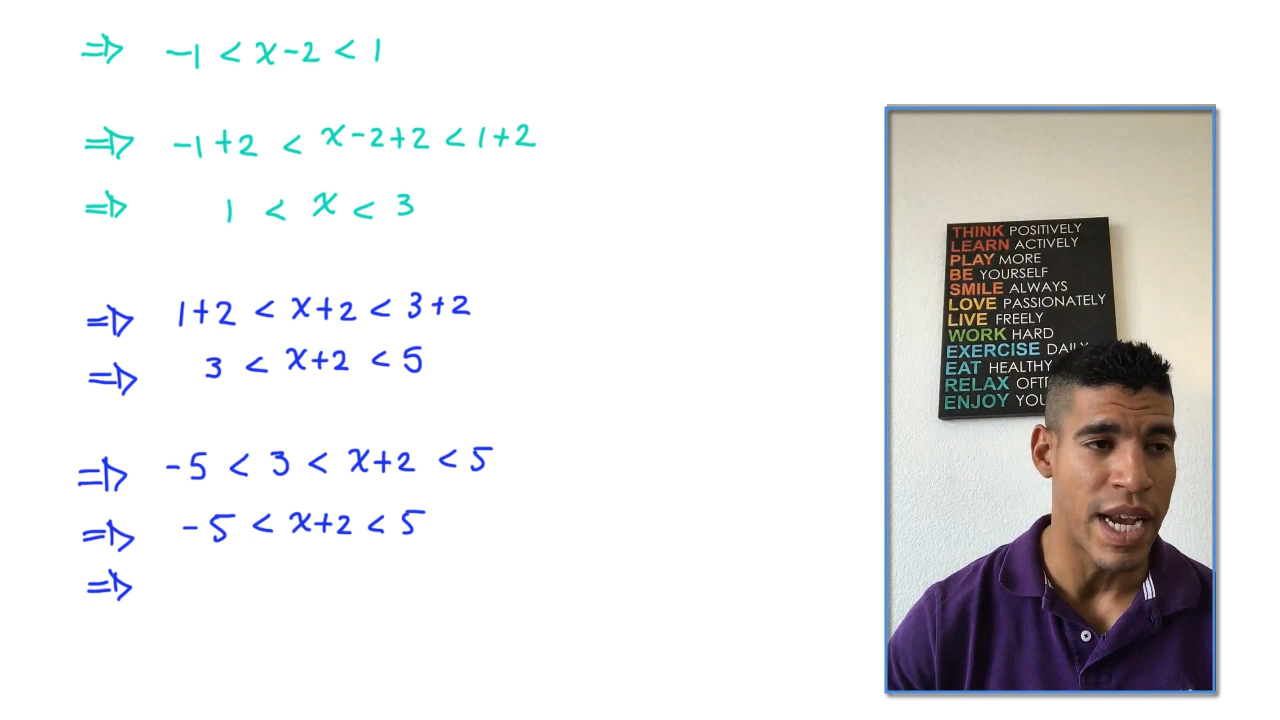 ⇒ -1 < x-2 < 1
⇒ -1+2 < x-2+2 < 1+2
⇒ 1 < x < 3
⇒ 1+2 < x+2 < 3+2
⇒ 3 < x+2 < 5
⇒ -5 < 3 < x+2 < 5
⇒ -5 < x+2 < 5
⇒
THINK POSITIVELY
LEARN ACTIVELY
PLAY MORE
BE YOURSELF
SMILE ALWAYS
LOVE PASSIONATELY
LIVE FREELY
WORK HARD
EXERCISE
EAT HEALTHY
RELAX
ENJOY